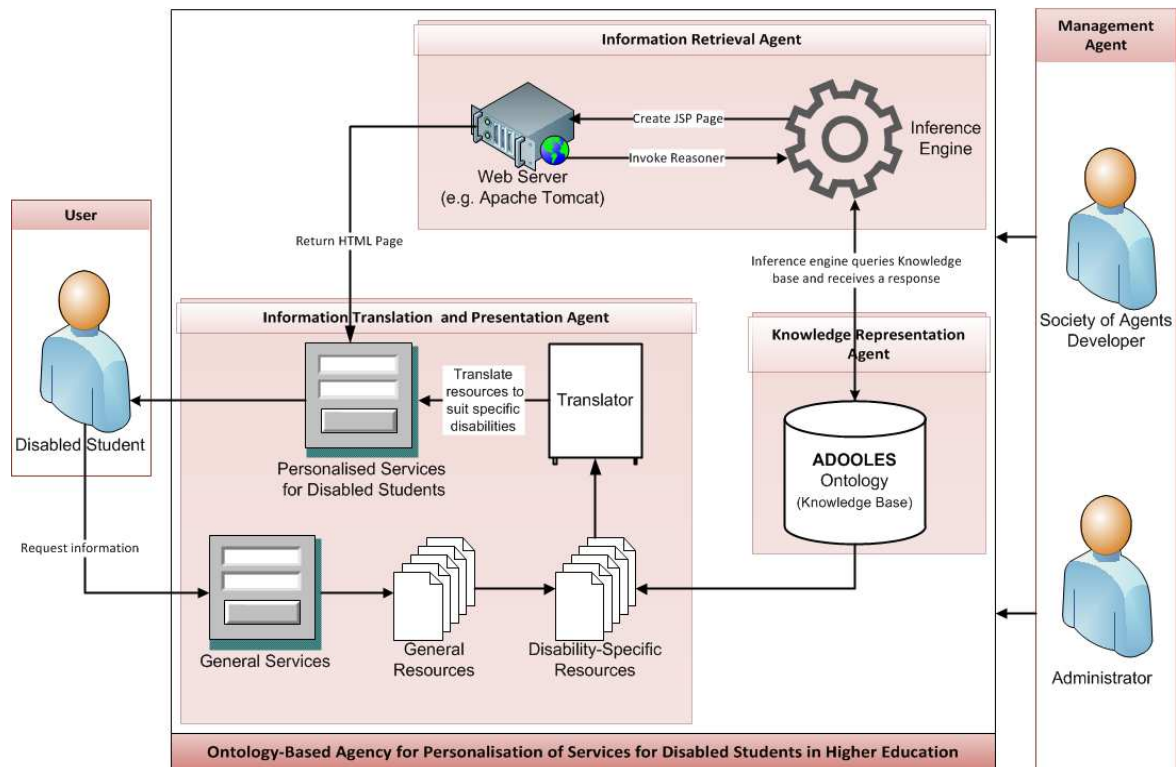 Information Retrieval Agent
Management
Agent
Create JSP Page
Invoke Reasoner
Inference
Engine
Web Server
(e.g. Apache Tomcat)
User
Return HTML Page
Inference engine queries Knowledge
base and receives a response
Society of Agents
Developer
Information Translation and Presentation Agent
Knowledge Representation
Agent
Translate
resources to
suit specific
disabilities
Translator
Disabled Student
Personalised Services
for Disabled Students
ADOOLES
Ontology
(Knowledge Base)
Request information
General Services
General
Resources
Disability-Specific
Resources
Administrator
Ontology-Based Agency for Personalisation of Services for Disabled Students in Higher Education